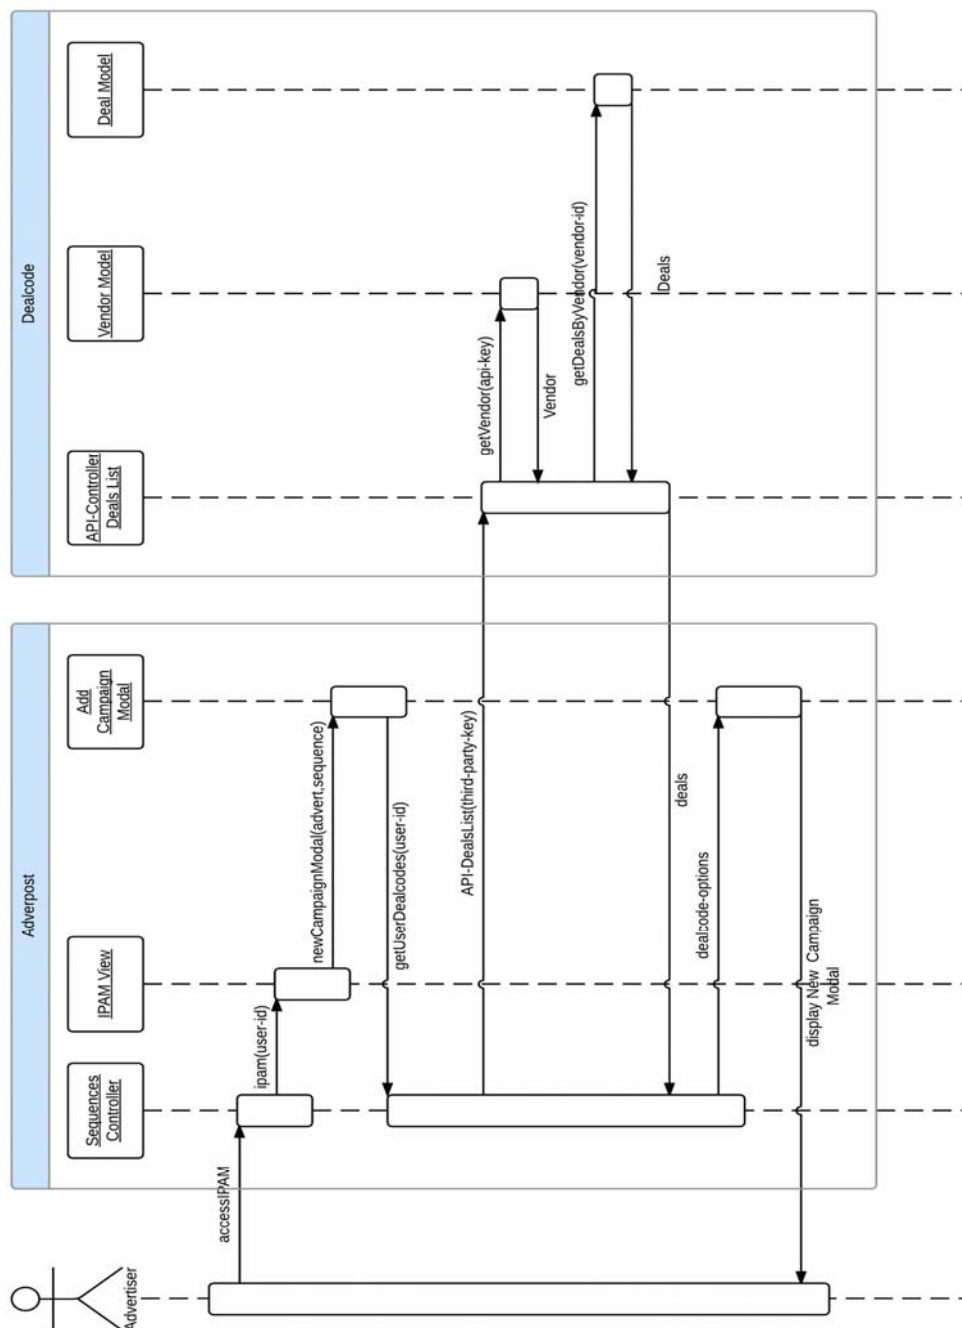 Advertiser
Adverpost
Sequences
Controller
IPAM View
Add
Campaign
Modal
Dealcode
API-Controller
Deals List
Vendor Model
Deal Model
accessIPAM
ipam(user-id)
newCampaignModal(advert,sequence)
getUserDealcodes(user-id)
API-DealsList(third-party-key)
getVendor(api-key)
Vendor
getDealsByVendor(vendor-id)
Deals
deals
dealcode-options
display New Campaign
Modal